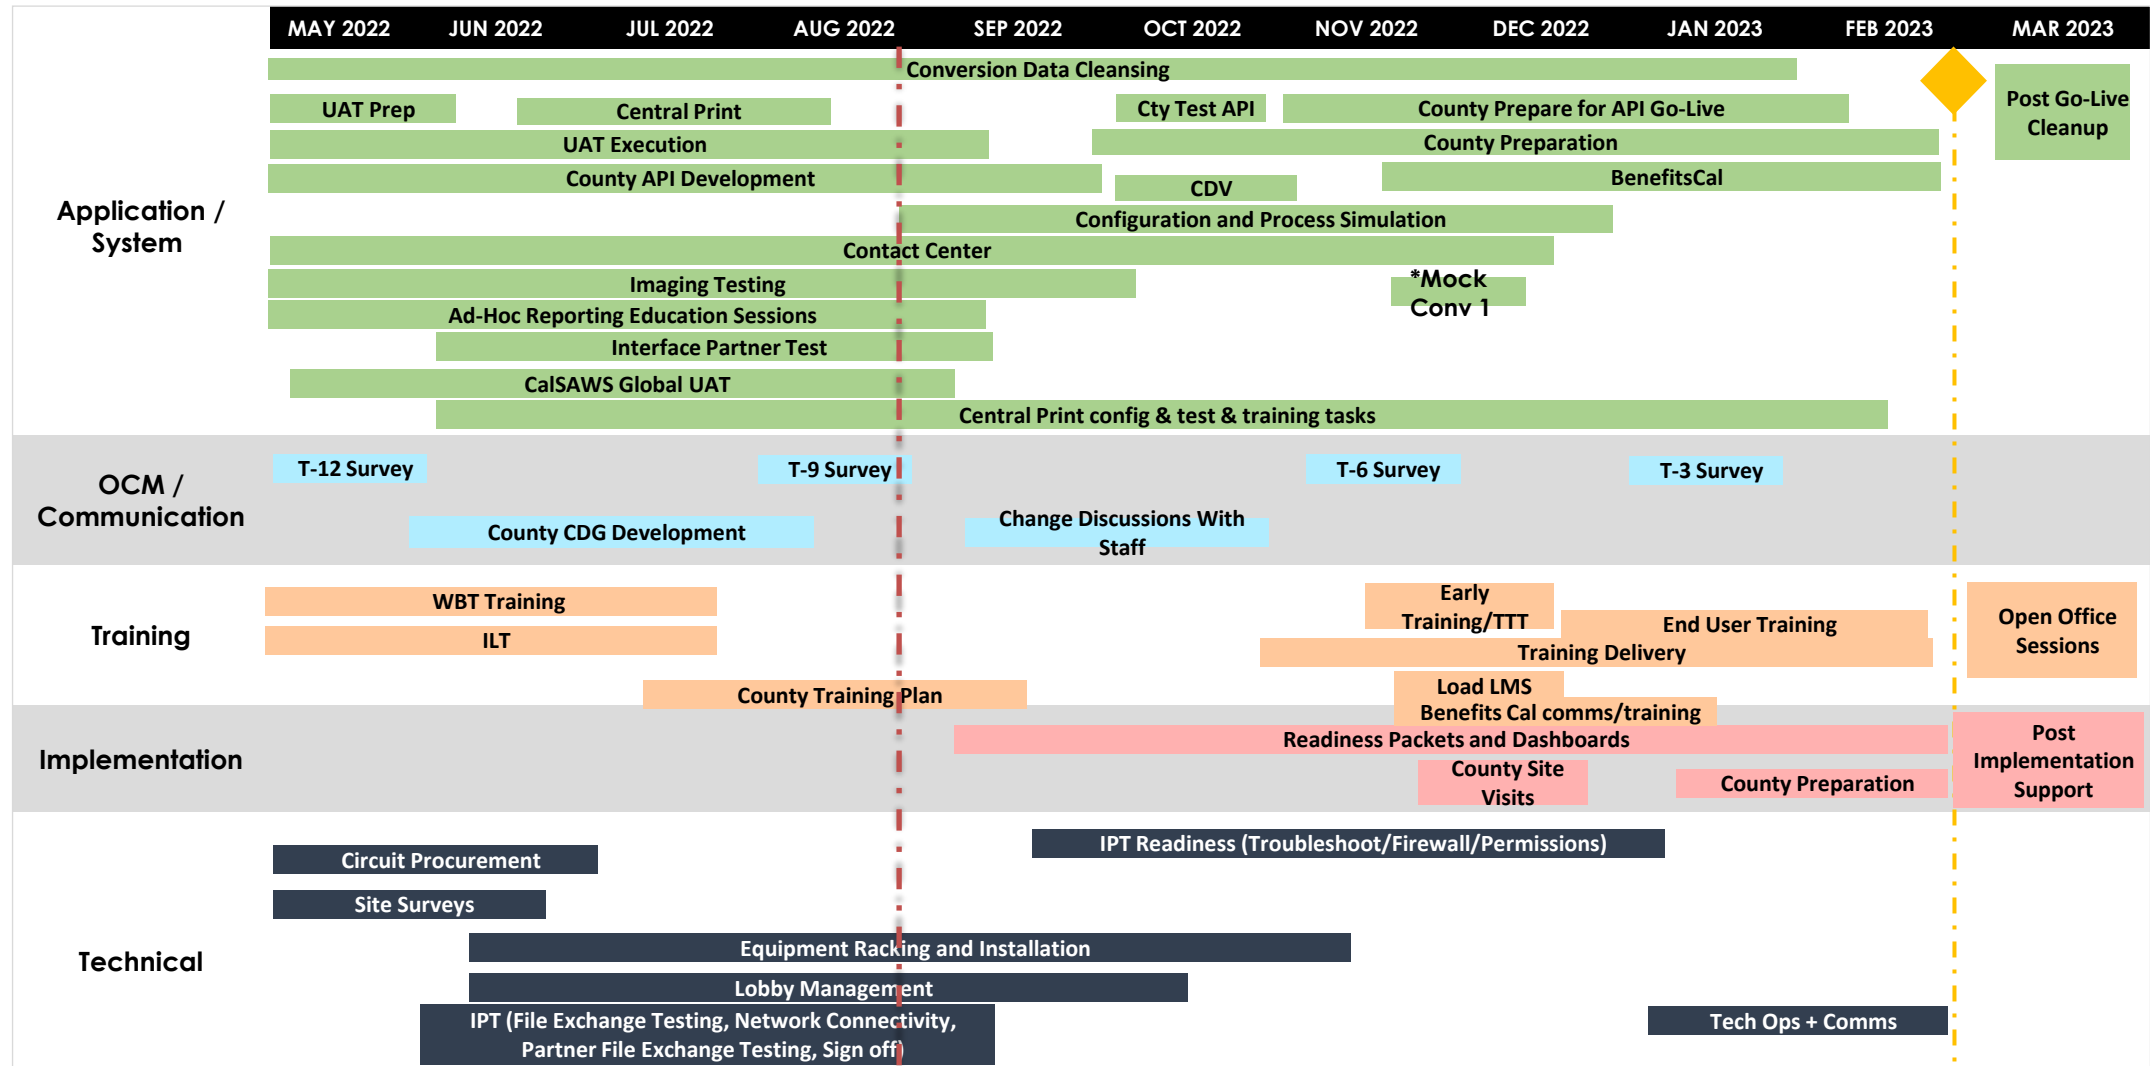 MAY 2022 JUN 2022 JUL 2022 AUG 2022 SEP 2022 OCT 2022 NOV 2022 DEC 2022 JAN 2023 FEB 2023 MAR 2023
Application /
System
Conversion Data Cleansing
UAT Prep
Central Print
Cty Test API
County Prepare for API Go-Live
Post Go-Live
Cleanup
UAT Execution
County Preparation
County API Development
CDV
BenefitsCal
Configuration and Process Simulation
Contact Center
Imaging Testing
*Mock
Conv 1
Ad-Hoc Reporting Education Sessions
Interface Partner Test
CalSAWS Global UAT
Central Print config & test & training tasks
OCM /
Communication
T-12 Survey
T-9 Survey
T-6 Survey
T-3 Survey
County CDG Development
Change Discussions With
Staff
Training
WBT Training
ILT
Early
Training/TTT
End User Training
Training Delivery
Open Office
Sessions
County Training Plan
Load LMS
Benefits Cal comms/training
Implementation
Readiness Packets and Dashboards
County Site
Visits
County Preparation
Post
Implementation
Support
Technical
IPT Readiness (Troubleshoot/Firewall/Permissions)
Circuit Procurement
Site Surveys
Equipment Racking and Installation
Lobby Management
IPT (File Exchange Testing, Network Connectivity,
Partner File Exchange Testing, Sign off)
Tech Ops + Comms